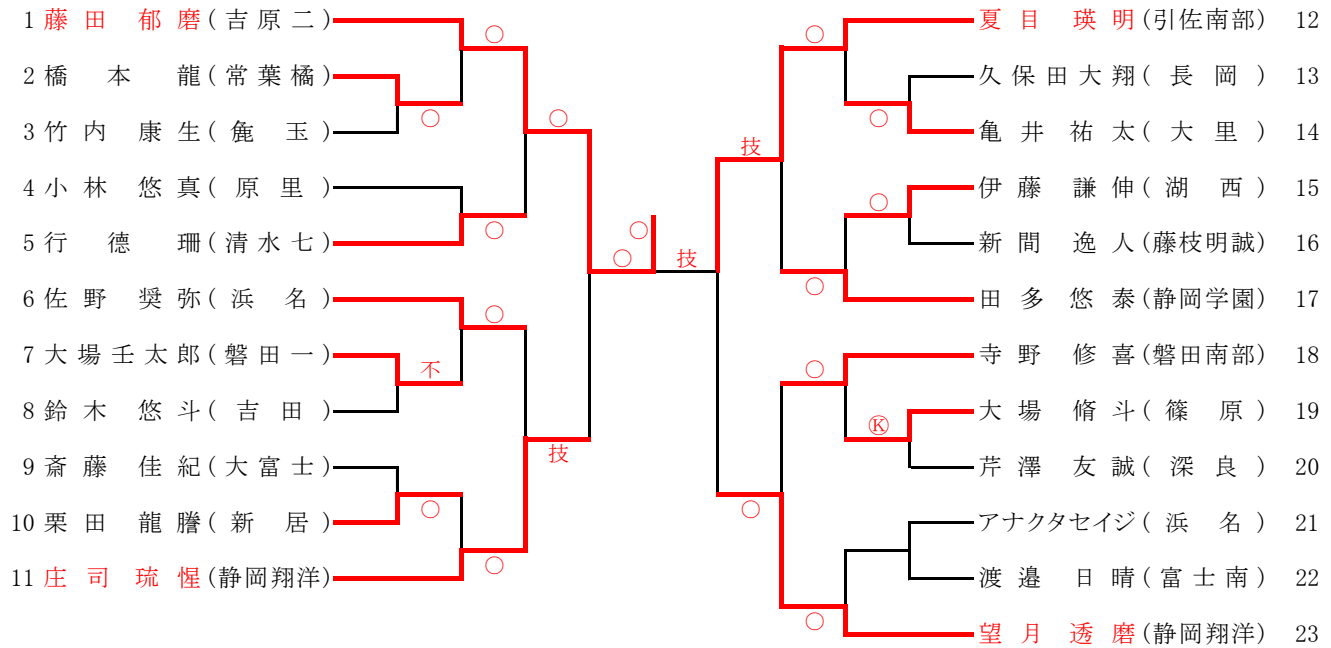 1 藤田 郁磨(吉原二)
2 橋本 龍(常葉橘)
3 竹内 康生(麁玉)
4 小林 悠真(原里)
5 行德 珊(清水七)
6 佐野 奨弥(浜名)
7 大場壬太郎(磐田一)
8 鈴木 悠斗(吉田)
9 斎藤 佳紀(大富士)
10 栗田 龍謄(新居)
11 庄司 琉惺(静岡翔洋)
○
○
○
○
○
不
○
○
技
○
○
技
技
○
○
○
○
○
Ⓚ
○
○
夏目 瑛明(引佐南部) 12
久保田大翔(長岡) 13
亀井 祐太(大里) 14
伊藤 謙伸(湖西) 15
新間 逸人(藤枝明誠) 16
田多 悠泰(静岡学園) 17
寺野 修喜(磐田南部) 18
大場 脩斗(篠原) 19
芹澤 友誠(深良) 20
アナクタセイジ(浜名) 21
渡邉 日晴(富士南) 22
望月 透磨(静岡翔洋) 23